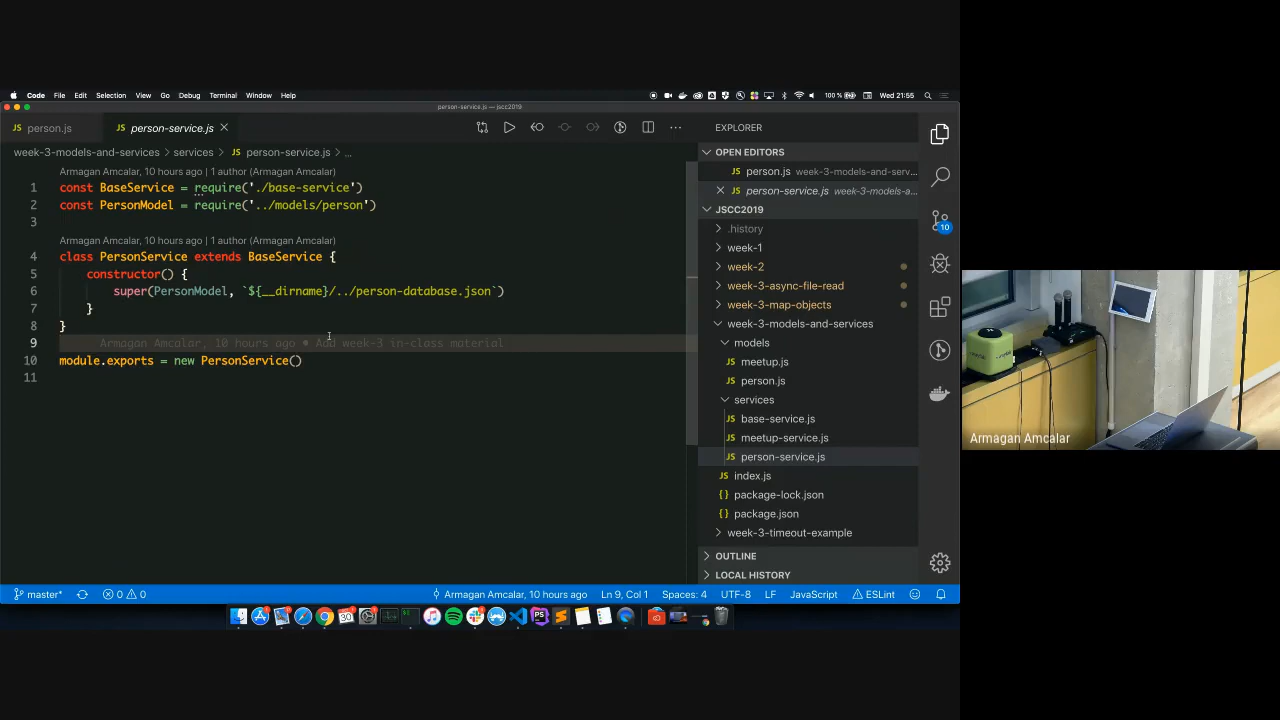 Code File Edit Selection View Go Debug Terminal Window Help
100 % Wed 21:55
person-service.js — jscc2019
JS person.js
JS person-service.js
week-3-models-and-services > services > JS person-service.js > ...
Armagan Amcalar, 10 hours ago | 1 author (Armagan Amcalar)
1 const BaseService = require('./base-service')
2 const PersonModel = require('../models/person')
3
Armagan Amcalar, 10 hours ago | 1 author (Armagan Amcalar)
4 class PersonService extends BaseService {
5 constructor() {
6 super(PersonModel, `${__dirname}/../person-database.json`)
7 }
8 }
9 Armagan Amcalar, 10 hours ago • Add week-3 in-class material
10 module.exports = new PersonService()
11
EXPLORER
OPEN EDITORS
JS person.js week-3-models-and-serv...
JS person-service.js week-3-models-a...
JSCC2019
.history
week-1
week-2
week-3-async-file-read
week-3-map-objects
week-3-models-and-services
models
JS meetup.js
JS person.js
services
JS base-service.js
JS meetup-service.js
JS person-service.js
JS index.js
{} package-lock.json
{} package.json
week-3-timeout-example
OUTLINE
LOCAL HISTORY
10
master* 0 0 Armagan Amcalar, 10 hours ago Ln 9, Col 1 Spaces: 4 UTF-8 LF JavaScript ESLint
30
PS
Armagan Amcalar